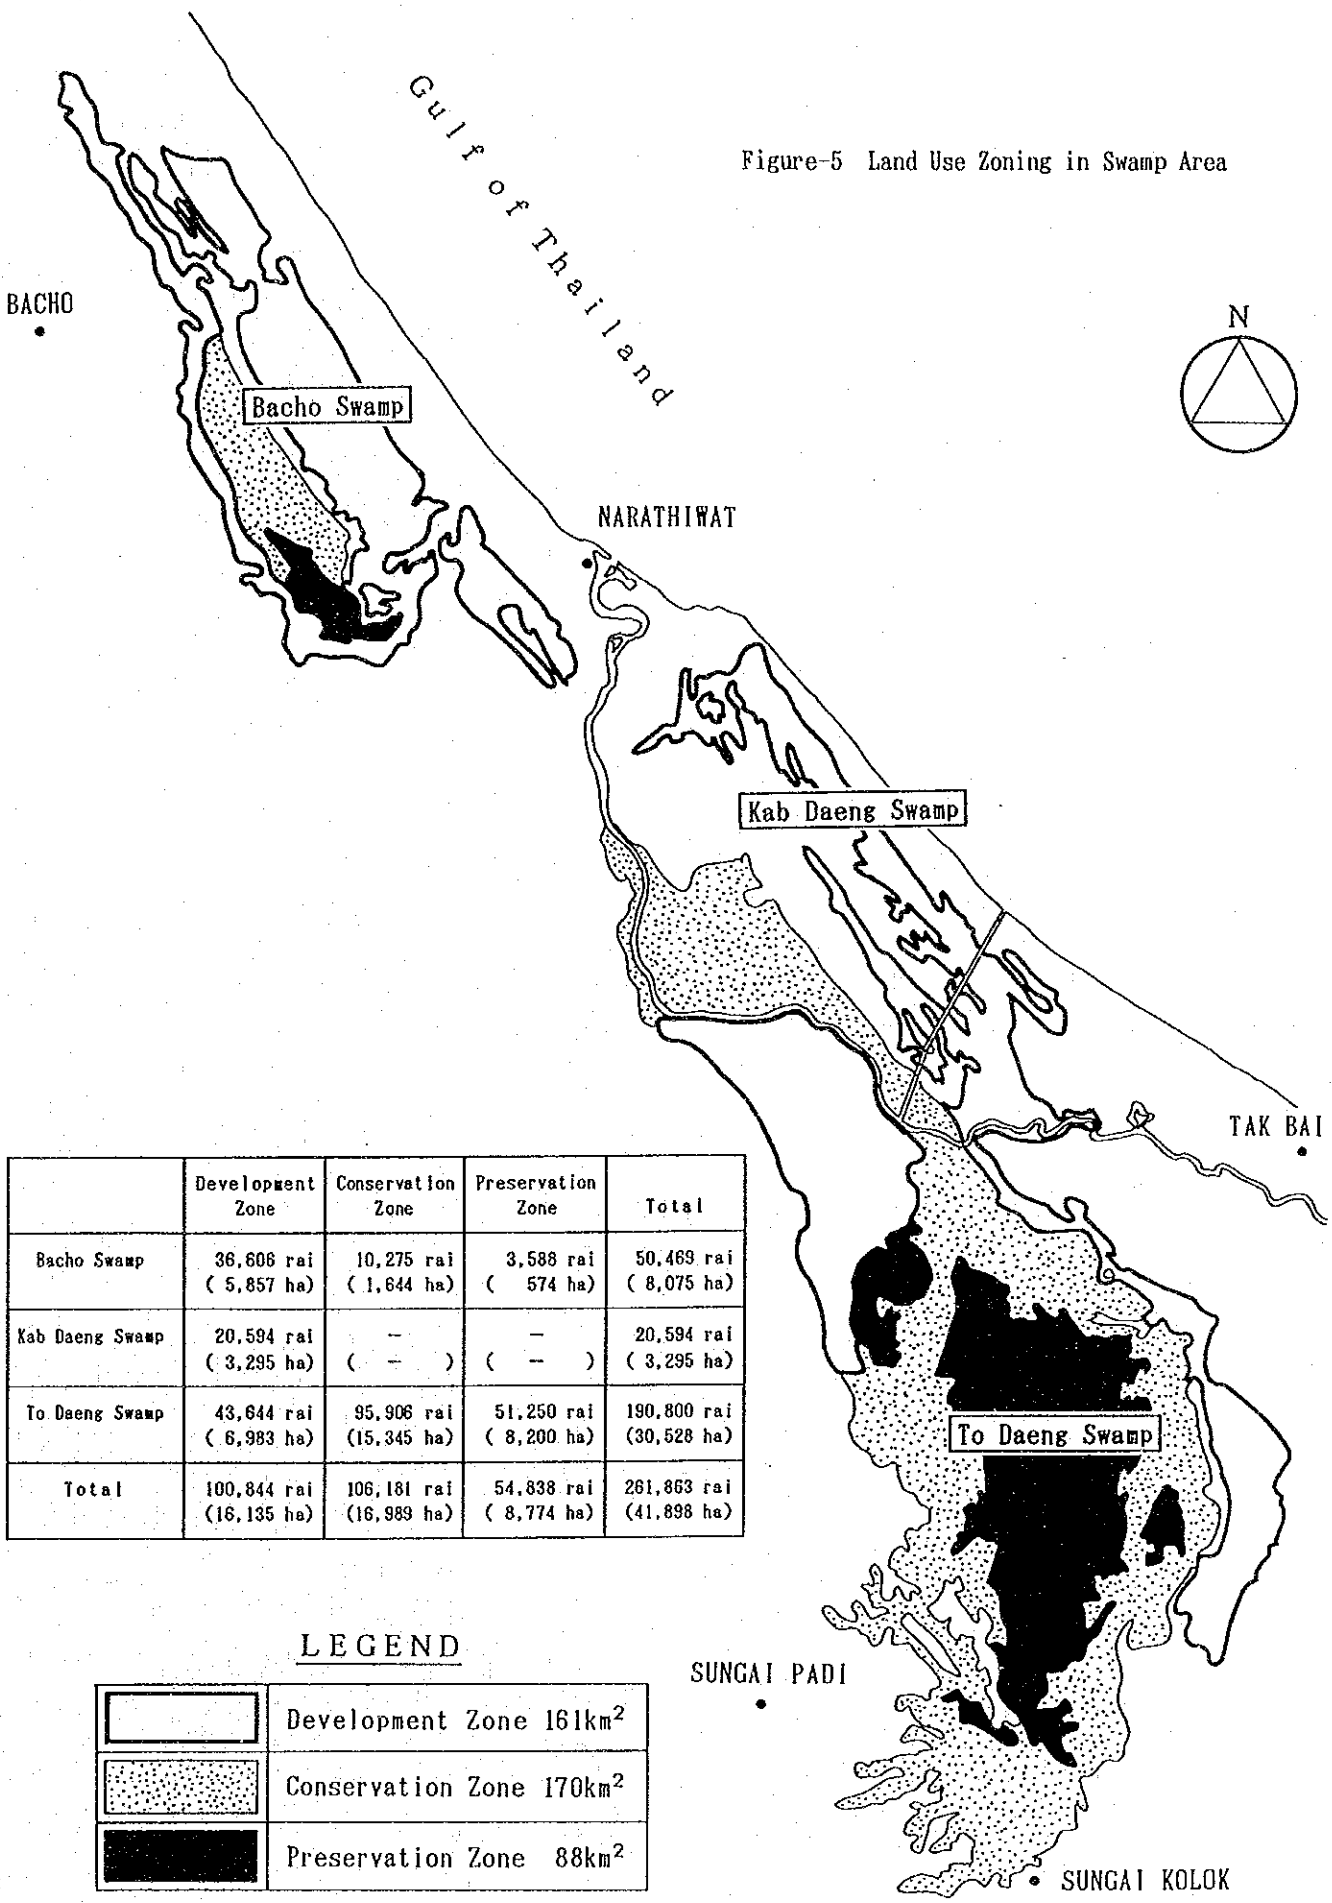 Figure-5 Land Use Zoning in Swamp Area
Gulf of Thailand
BACHO
N
Bacho Swamp
NARATHIWAT
Kab Daeng Swamp
TAK BAI
Development Zone Conservation Zone Preservation Zone Total
Bacho Swamp 36,606 rai 10,275 rai 3,588 rai 50,469 rai
( 5,857 ha) ( 1,644 ha) ( 574 ha) ( 8,075 ha)
Kab Daeng Swamp 20,594 rai - - 20,594 rai
( 3,295 ha) ( - ) ( - ) ( 3,295 ha)
To Daeng Swamp 43,644 rai 95,906 rai 51,250 rai 190,800 rai
( 6,983 ha) (15,345 ha) ( 8,200 ha) (30,528 ha)
Total 100,844 rai 106,181 rai 54,838 rai 261,863 rai
(16,135 ha) (16,989 ha) ( 8,774 ha) (41,898 ha)
To Daeng Swamp
LEGEND
Development Zone 161km²
Conservation Zone 170km²
Preservation Zone 88km²
SUNGAI PADI
SUNGAI KOLOK